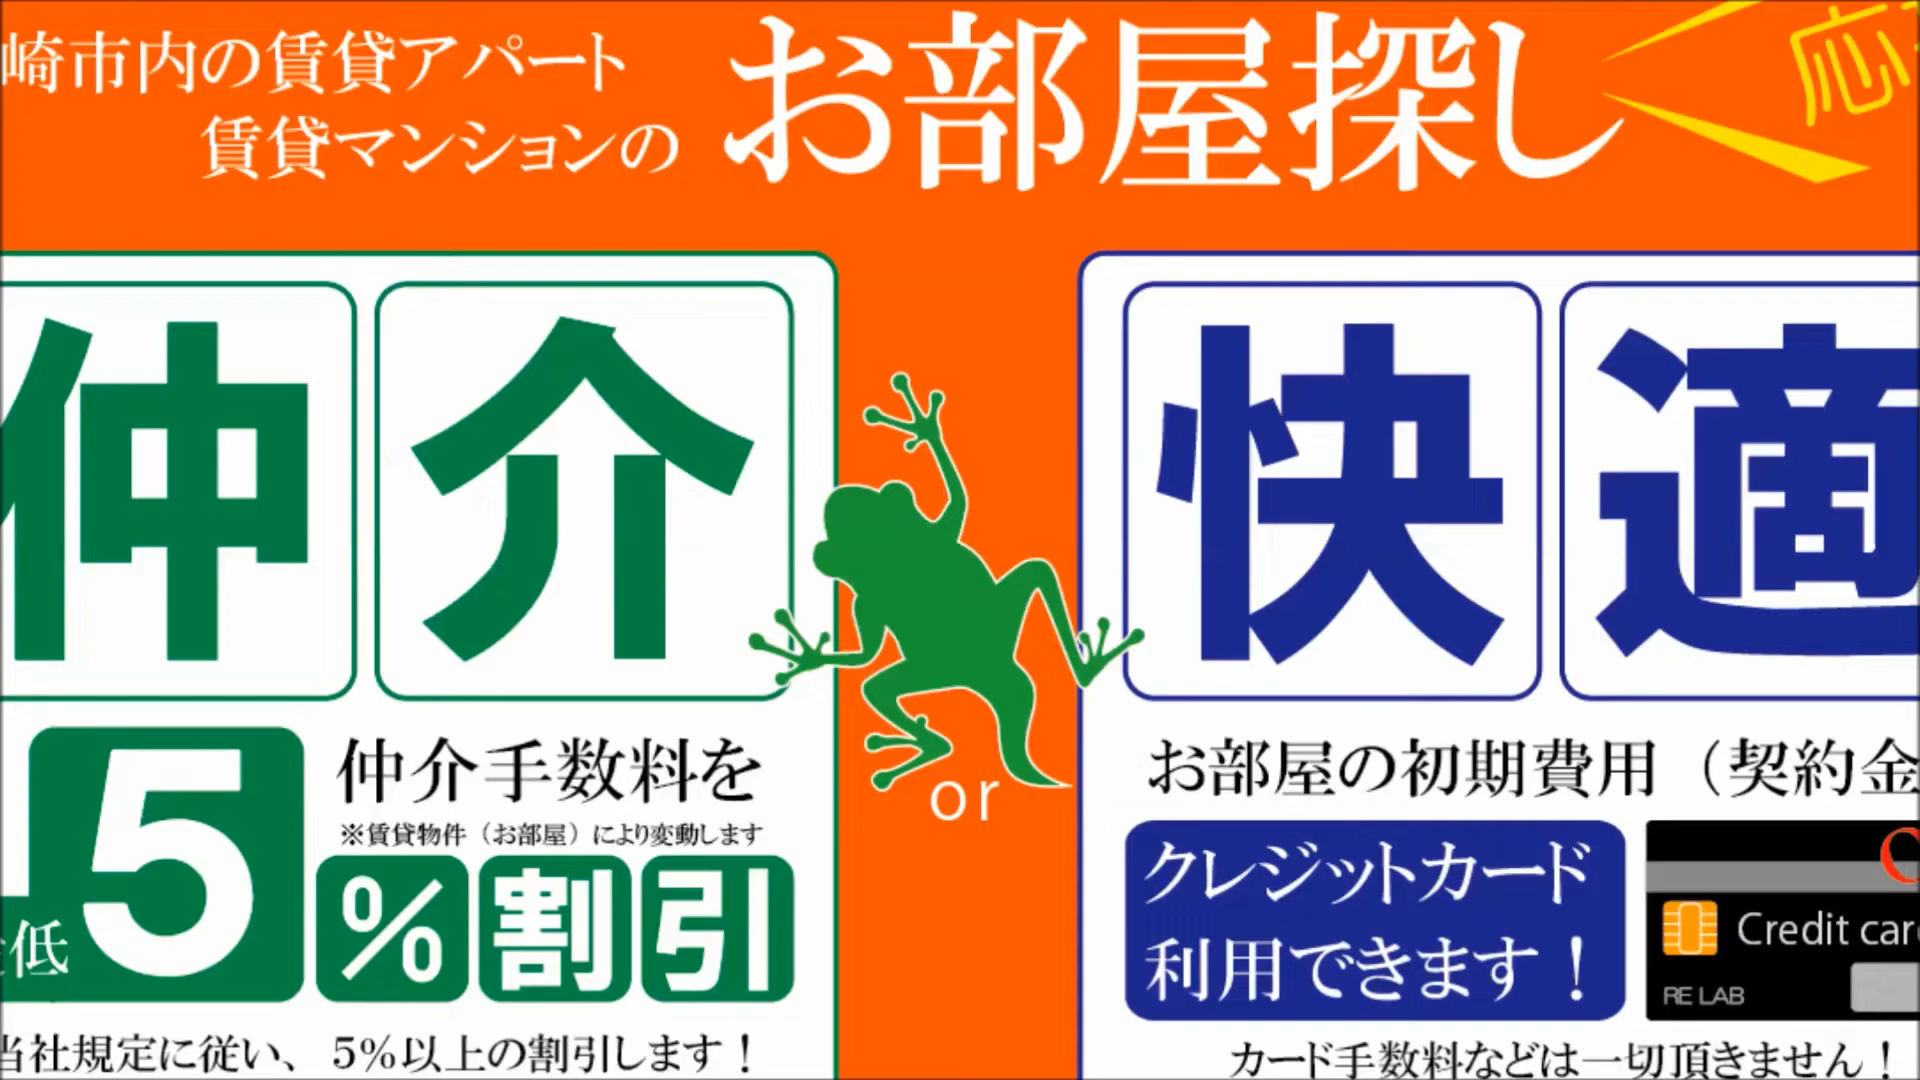 崎市内の賃貸アパート
賃貸マンションの
お部屋探し
応
仲介
5
低
仲介手数料を
※賃貸物件（お部屋）により変動します
%割引
当社規定に従い、5%以上の割引します！
or
快適
お部屋の初期費用（契約金
クレジットカード
利用できます！
Credit car
RE LAB
カード手数料などは一切頂きません！